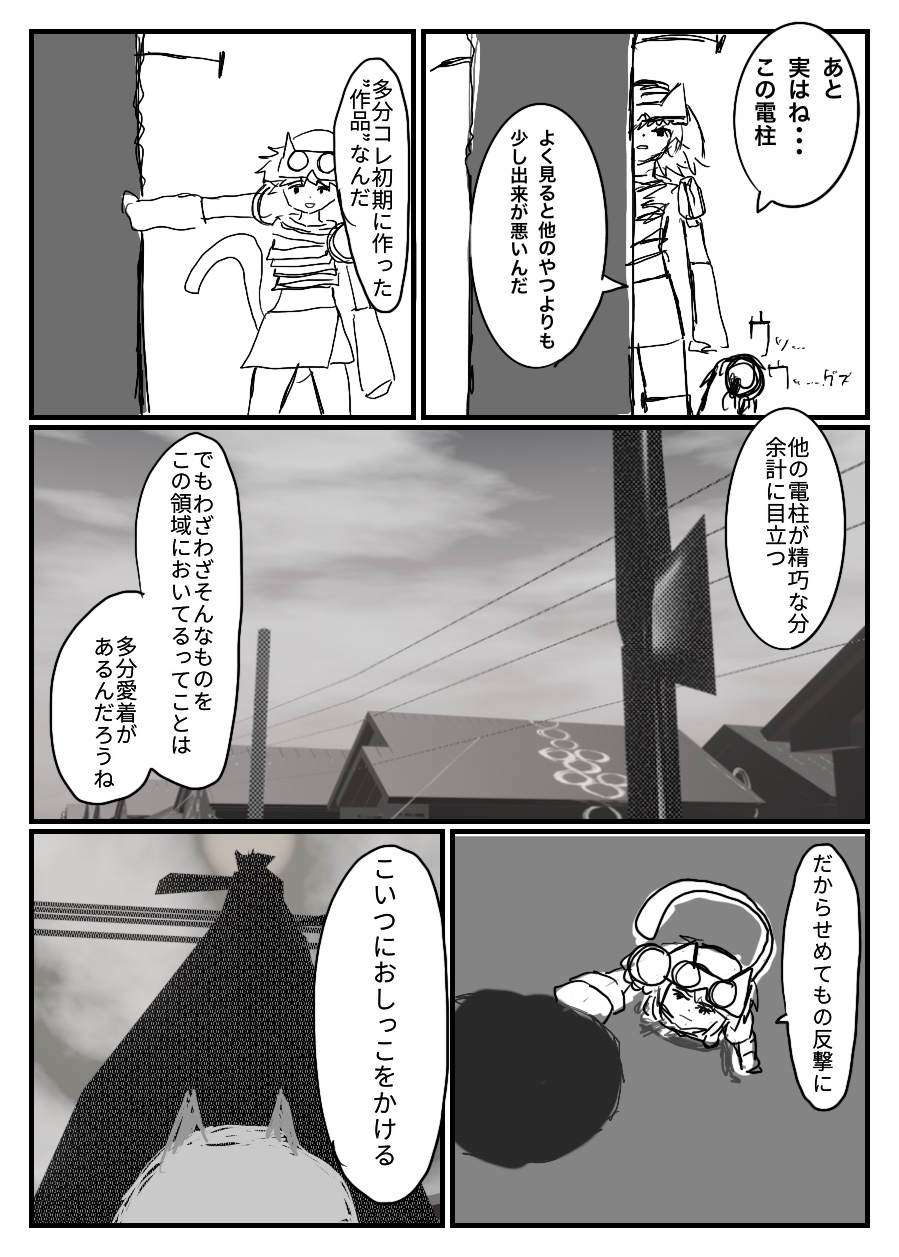 あと
実はね・・・
この電柱
よく見ると他のやつよりも
少し出来が悪いんだ
ウッ…
ウッ……グス
多分コレ初期に作った
”作品”なんだ
他の電柱が精巧な分
余計に目立つ
でもわざわざそんなものを
この領域においてるってことは
多分愛着が
あるんだろうね
だからせめてもの反撃に
こいつにおしっこをかける